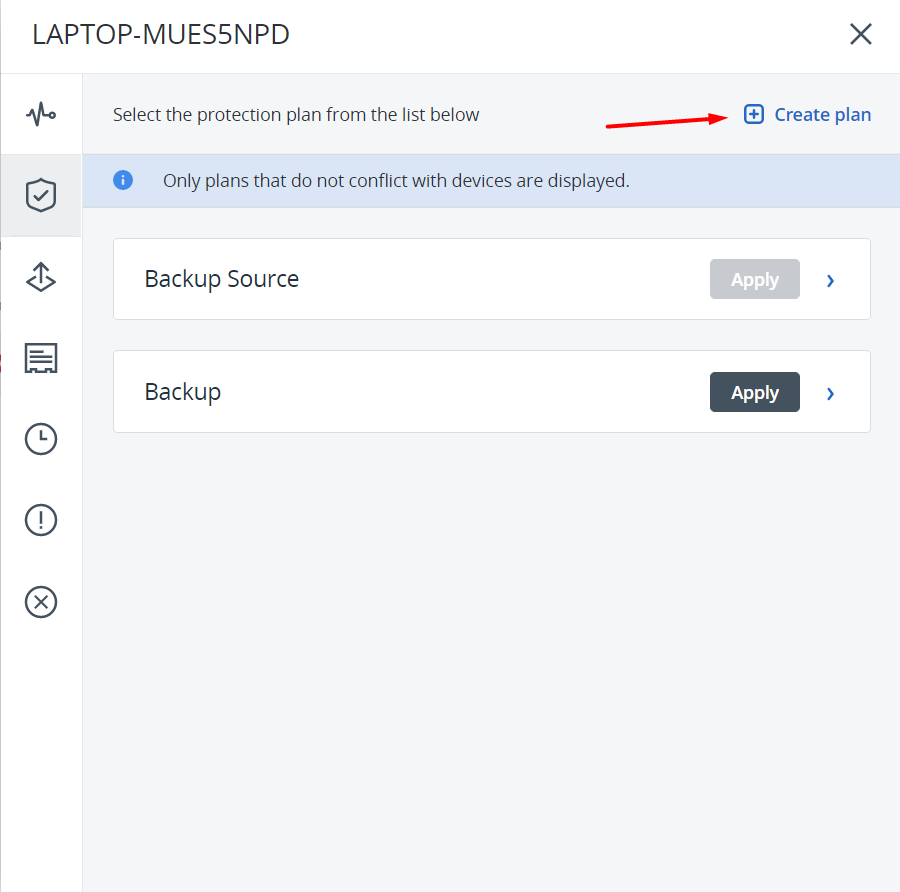 LAPTOP-MUES5NPD
Select the protection plan from the list below
Create plan
Only plans that do not conflict with devices are displayed.
Backup Source
Apply
Backup
Apply